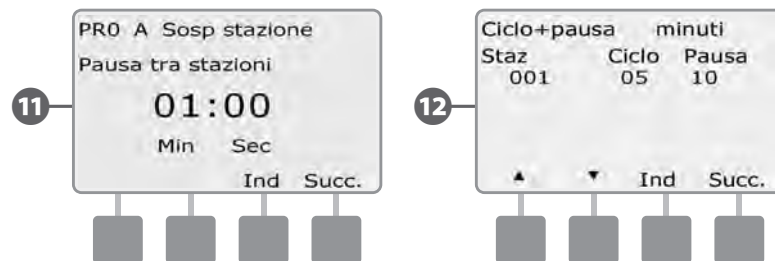 11
PR0 A Sosp stazione
Pausa tra stazioni
01:00
Min Sec
Ind Succ.
12
Ciclo+pausa minuti
Staz Ciclo Pausa
001 05 10
▲ ▼ Ind Succ.